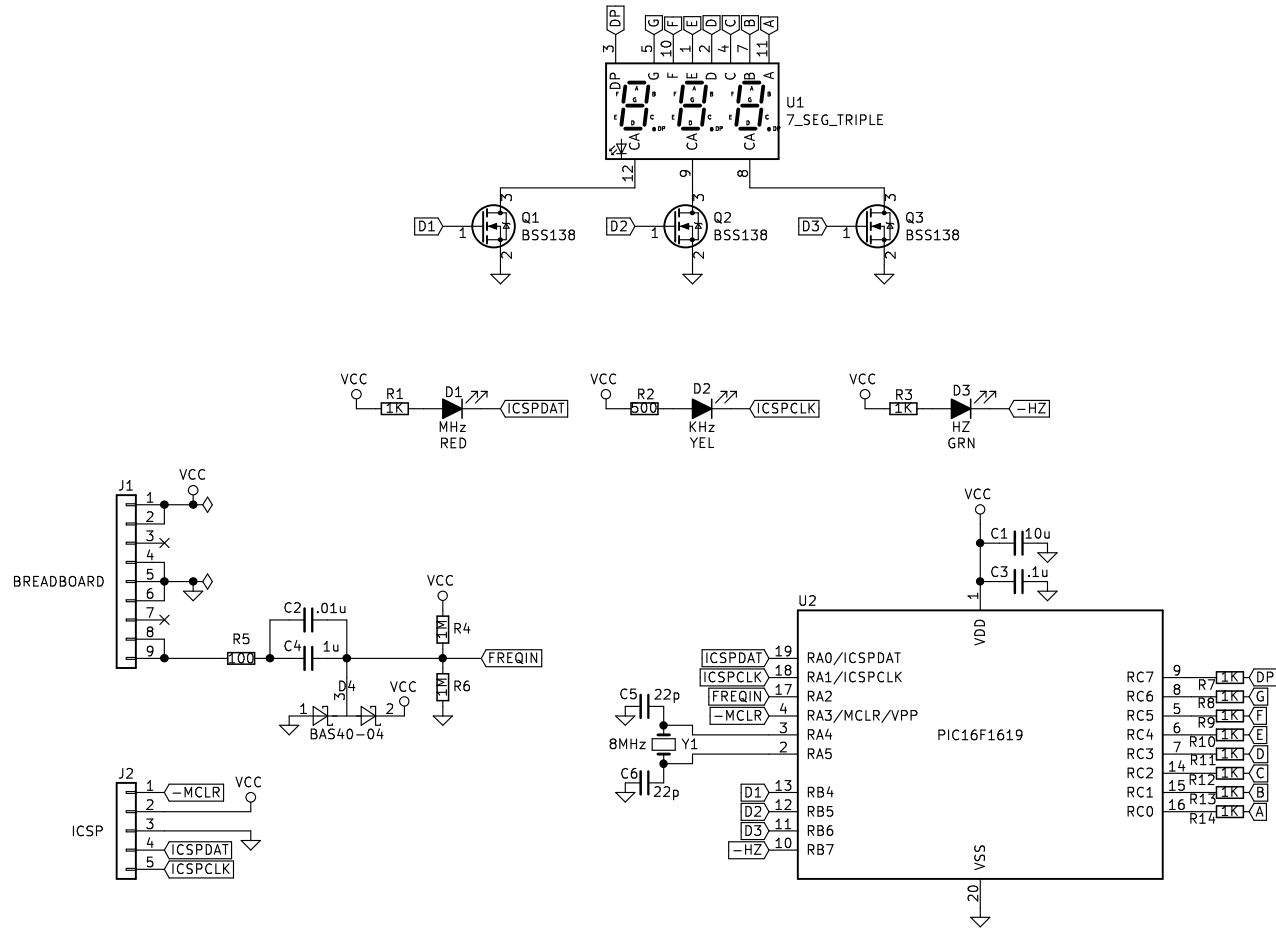 DP G F E D C B A
3 5 10 1 2 4 7 11
DP G F E D C B A
A A A
F B F B F B
G G G
E C E C E C
D DP D DP D DP
CA CA CA
U1
7_SEG_TRIPLE
12 9 8
3 3 3
D1 1 Q1 D2 1 Q2 D3 1 Q3
BSS138 BSS138 BSS138
2 2 2
VCC VCC VCC
R1 D1 R2 D2 R3 D3
1K ICSPDAT 500 ICSPCLK 1K -HZ
MHz KHz HZ
RED YEL GRN
J1
VCC
1
2
3
4
5
6
7
8
9
BREADBOARD
R5
100
C2 .01u
C4 1u
VCC
R4
1M
FREQIN
R6
1M
D4
3
1 2
VCC
BAS40-04
J2
1 -MCLR
2 VCC
3
4 ICSPDAT
5 ICSPCLK
ICSP
VCC
C1 10u
C3 .1u
1
U2
VDD
ICSPDAT 19 RA0/ICSPDAT
ICSPCLK 18 RA1/ICSPCLK
FREQIN 17 RA2
-MCLR 4 RA3/MCLR/VPP
3 RA4
2 RA5
C5 22p
8MHz Y1
C6 22p
D1 13 RB4
D2 12 RB5
D3 11 RB6
-HZ 10 RB7
PIC16F1619
RC7 9 R7 1K DP
RC6 8 R8 1K G
RC5 5 R9 1K F
RC4 6 R10 1K E
RC3 7 R11 1K D
RC2 14 R12 1K C
RC1 15 R13 1K B
RC0 16 R14 1K A
VSS
20